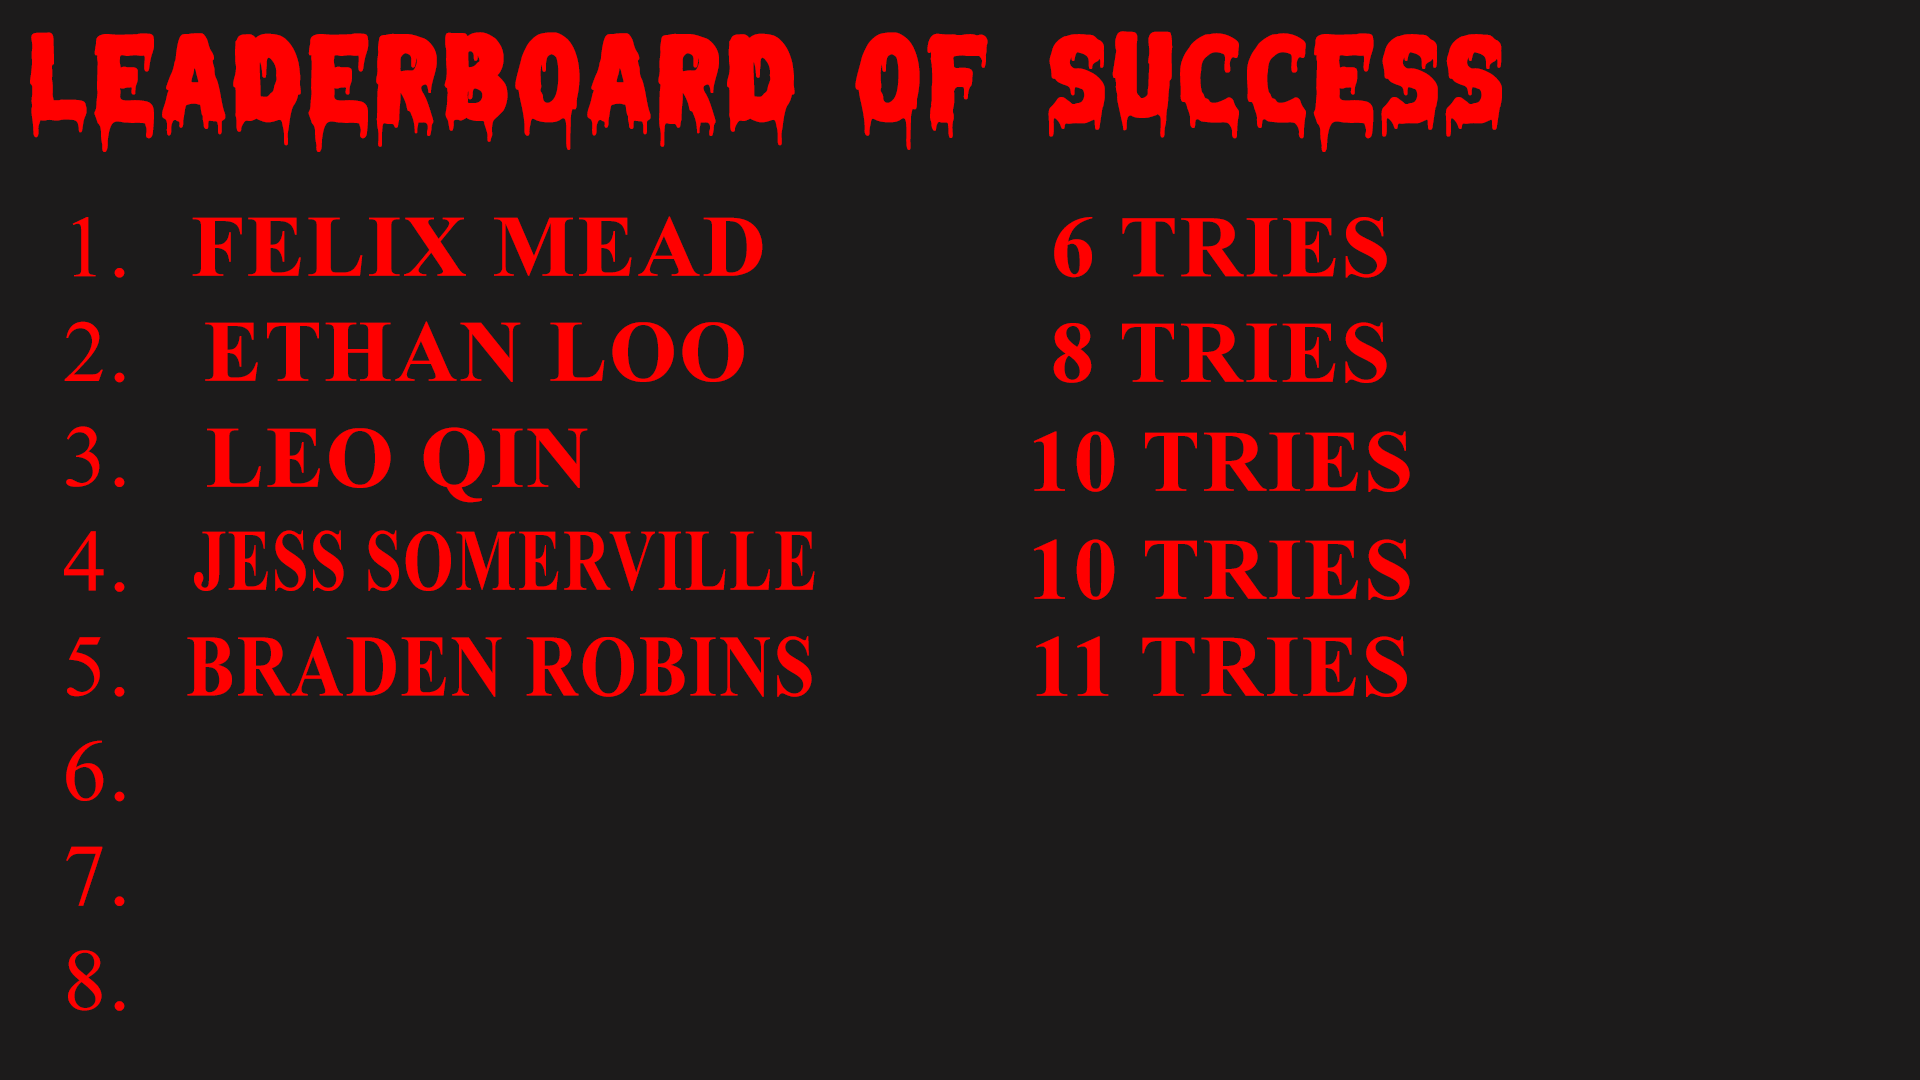 LEADERBOARD OF SUCCESS
1. FELIX MEAD 6 TRIES
2. ETHAN LOO 8 TRIES
3. LEO QIN 10 TRIES
4. JESS SOMERVILLE 10 TRIES
5. BRADEN ROBINS 11 TRIES
6.
7.
8.